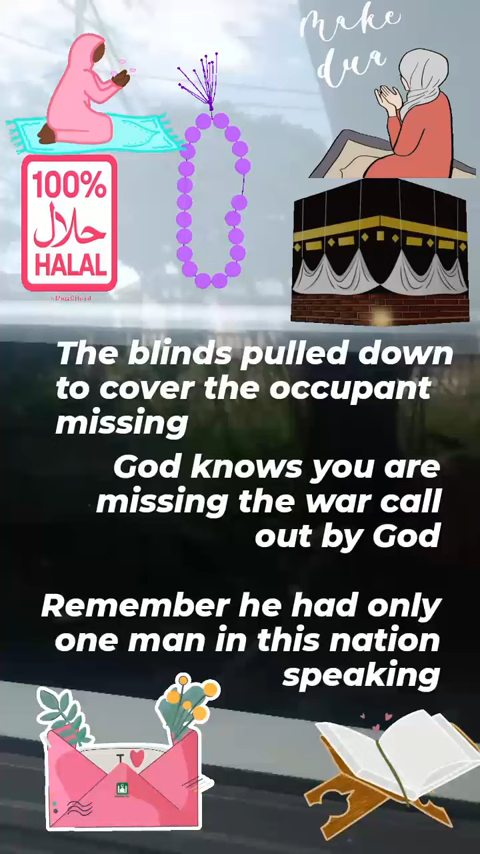 make
dua
100%
حلال
HALAL
The blinds pulled down
to cover the occupant
missing
God knows you are
missing the war call
out by God
Remember he had only
one man in this nation
speaking